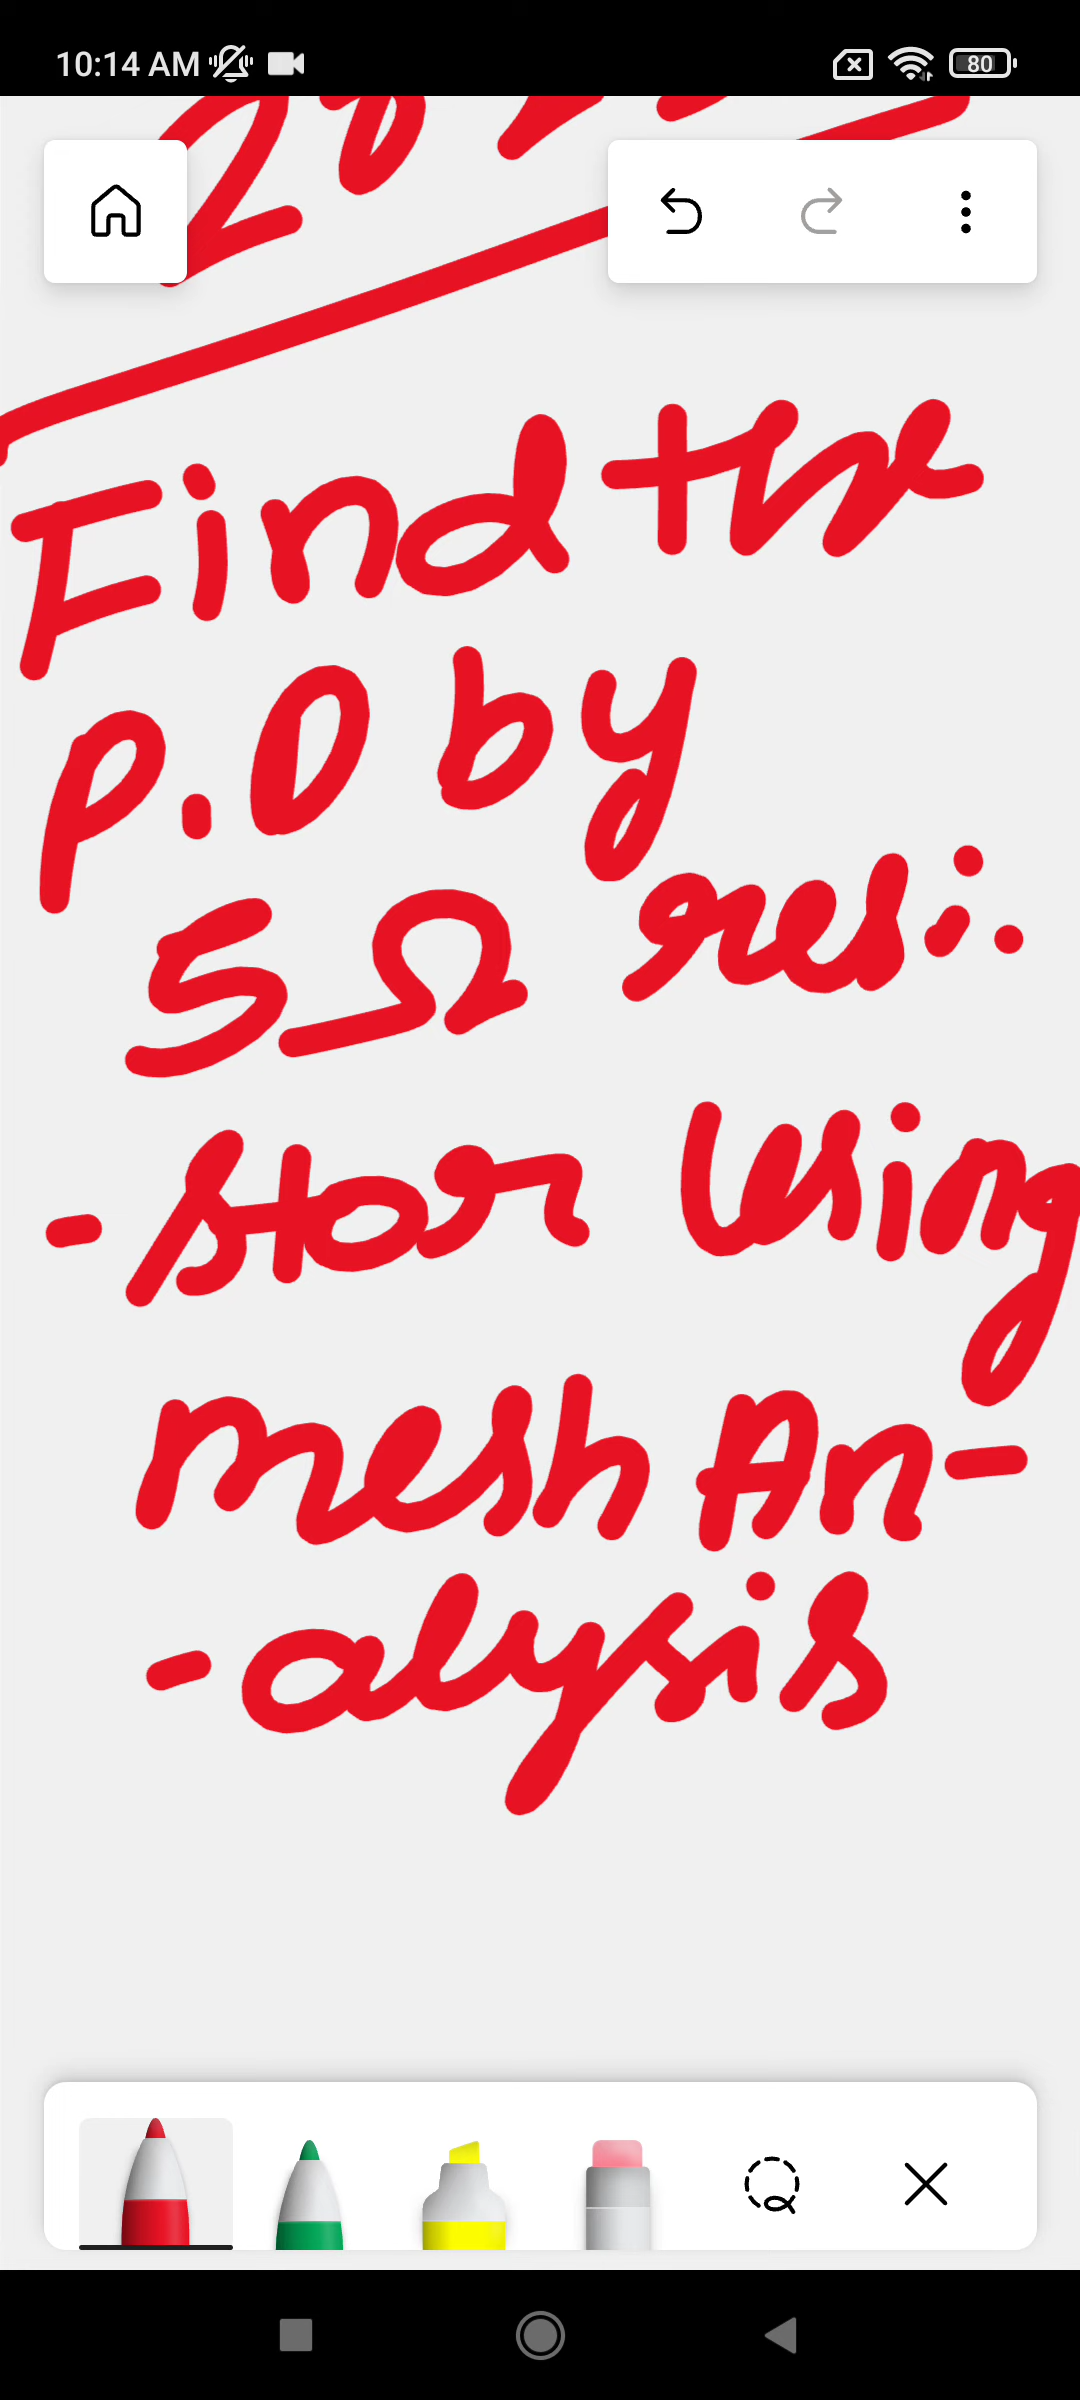 10:14 AM
80
Find the
P.D by
5Ω resi.
-stor Using
mesh An-
-alysis